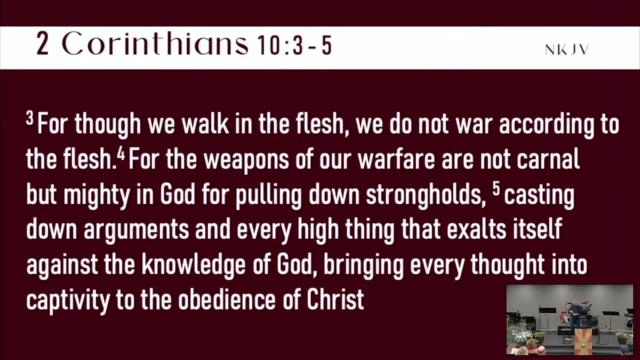 2 Corinthians 10:3-5
NKJV
3 For though we walk in the flesh, we do not war according to
the flesh. 4 For the weapons of our warfare are not carnal
but mighty in God for pulling down strongholds, 5 casting
down arguments and every high thing that exalts itself
against the knowledge of God, bringing every thought into
captivity to the obedience of Christ